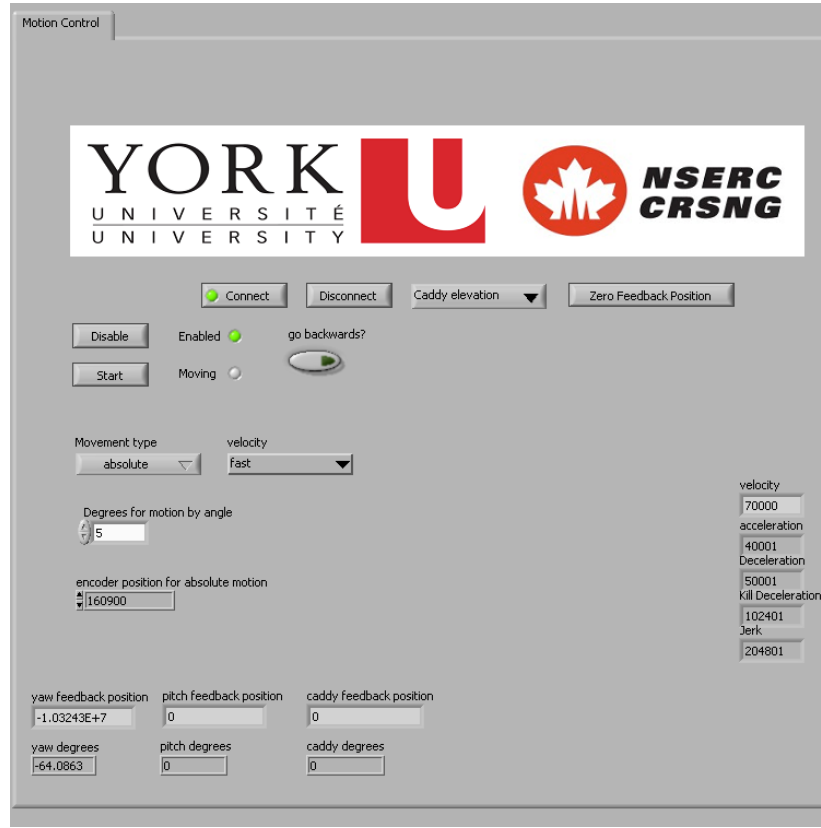 Motion Control
YORK
UNIVERSITÉ
UNIVERSITY
U
NSERC
CRSNG
Connect
Disconnect
Caddy elevation
Zero Feedback Position
Disable
Enabled
go backwards?
Start
Moving
Movement type
velocity
absolute
fast
Degrees for motion by angle
5
encoder position for absolute motion
160900
velocity
70000
acceleration
40001
Deceleration
50001
Kill Deceleration
102401
Jerk
204801
yaw feedback position
pitch feedback position
caddy feedback position
-1.03243E+7
0
0
yaw degrees
pitch degrees
caddy degrees
-64.0863
0
0